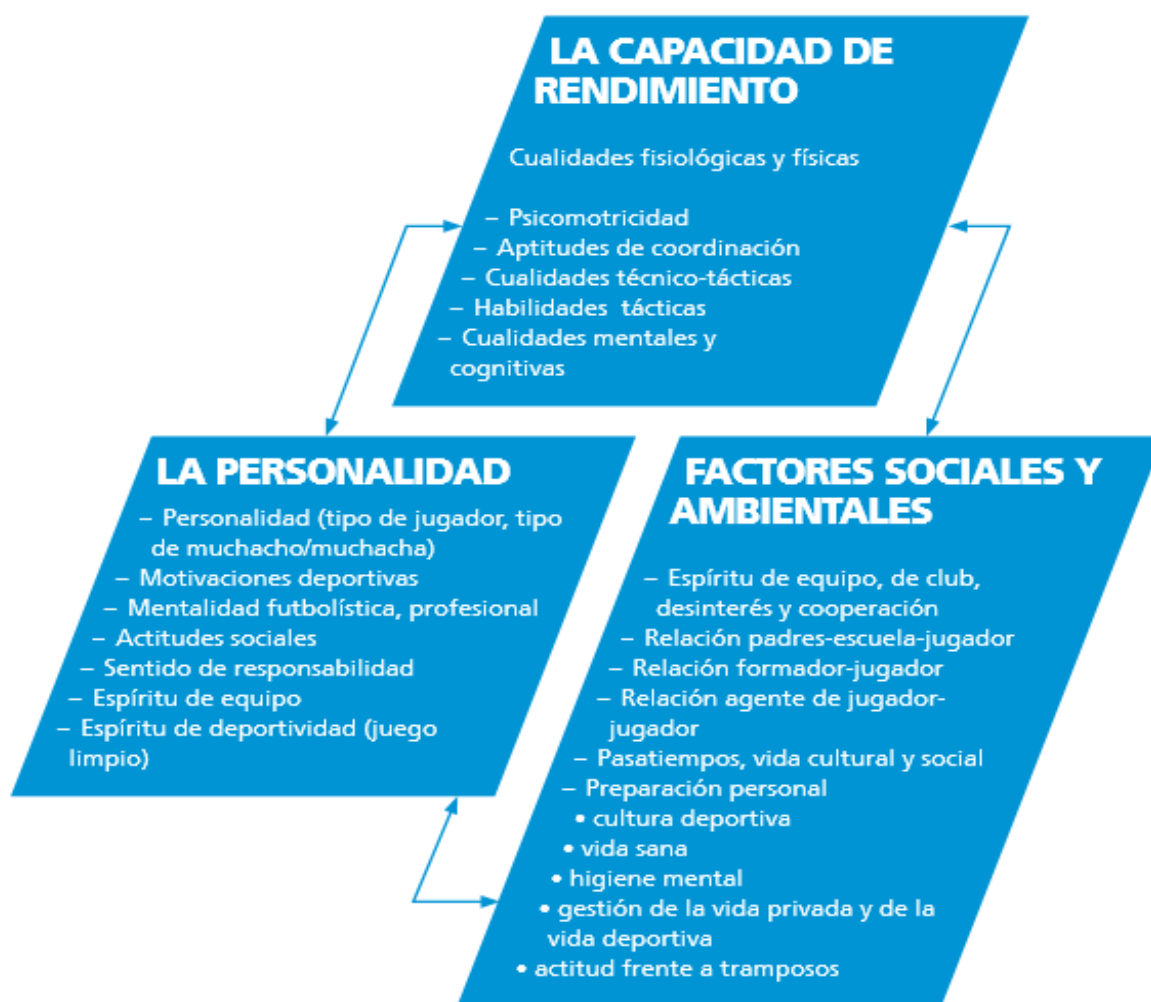 LA CAPACIDAD DE
RENDIMIENTO
Cualidades fisiológicas y físicas
– Psicomotricidad
– Aptitudes de coordinación
– Cualidades técnico-tácticas
– Habilidades tácticas
– Cualidades mentales y
cognitivas
LA PERSONALIDAD
– Personalidad (tipo de jugador, tipo
de muchacho/muchacha)
– Motivaciones deportivas
– Mentalidad futbolística, profesional
– Actitudes sociales
– Sentido de responsabilidad
– Espíritu de equipo
– Espíritu de deportividad (juego
limpio)
FACTORES SOCIALES Y
AMBIENTALES
– Espíritu de equipo, de club,
desinterés y cooperación
– Relación padres-escuela-jugador
– Relación formador-jugador
– Relación agente de jugador-
jugador
– Pasatiempos, vida cultural y social
– Preparación personal
• cultura deportiva
• vida sana
• higiene mental
• gestión de la vida privada y de la
vida deportiva
• actitud frente a tramposos